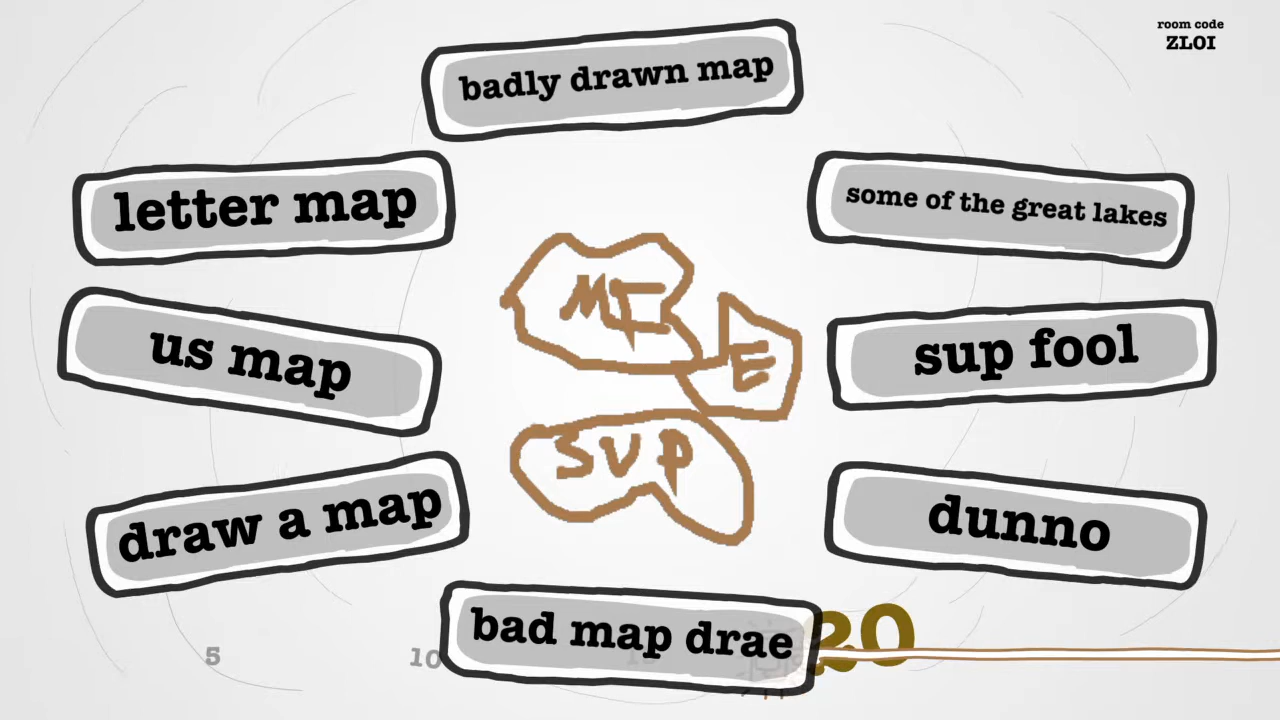 room code
ZLOI
badly drawn map
letter map
some of the great lakes
us map
sup fool
draw a map
dunno
bad map drae
MI
E
SUP
5
10
20